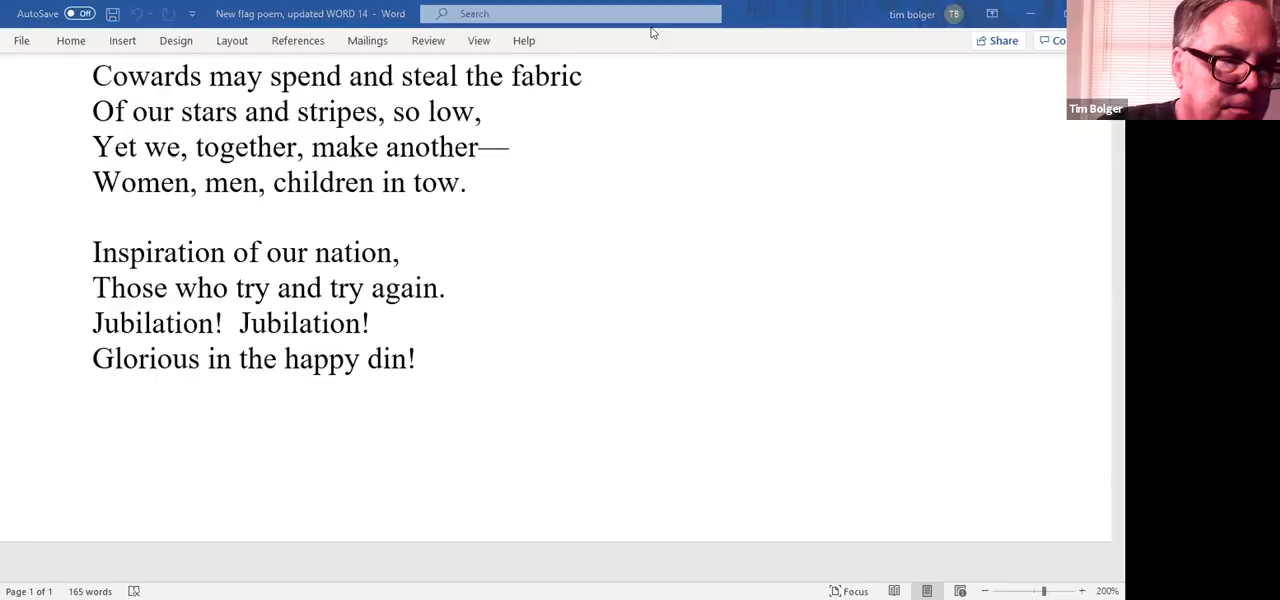 AutoSave Off New flag poem, updated WORD 14 - Word Search tim bolger TB
File Home Insert Design Layout References Mailings Review View Help Share Co
Tim Bolger
Cowards may spend and steal the fabric
Of our stars and stripes, so low,
Yet we, together, make another—
Women, men, children in tow.
Inspiration of our nation,
Those who try and try again.
Jubilation!  Jubilation!
Glorious in the happy din!
Page 1 of 1 165 words Focus 200%